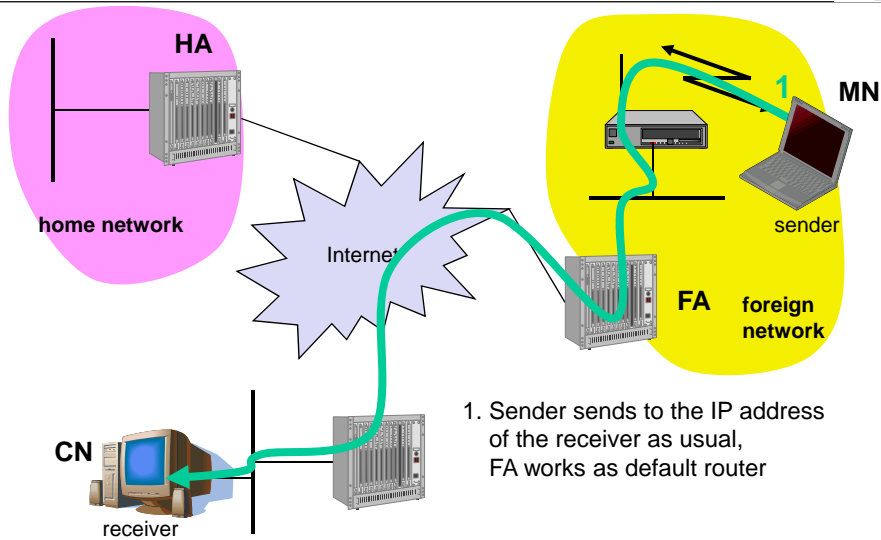 HA
1
MN
home network
sender
Internet
FA
foreign
network
1. Sender sends to the IP address
of the receiver as usual,
FA works as default router
CN
receiver